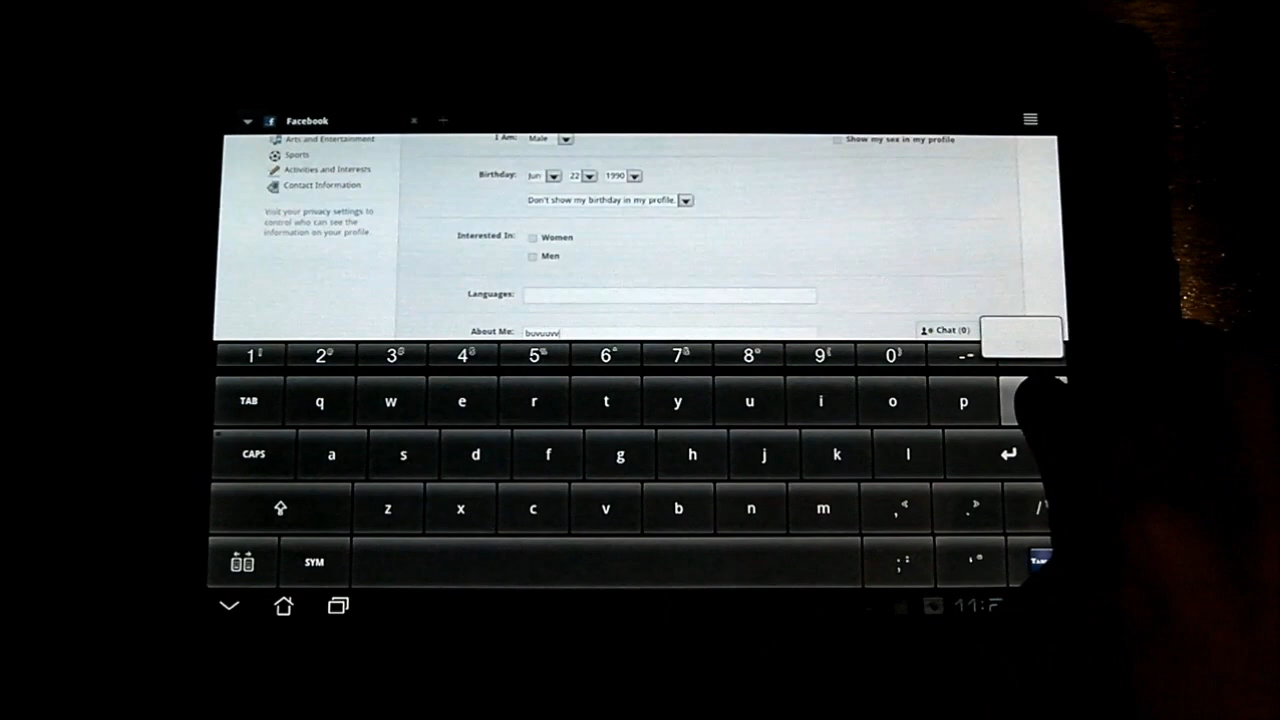 Facebook
Arts and Entertainment
Sports
Activities and Interests
Contact Information
Visit your privacy settings to
control who can see the
information on your profile.
I Am: Male
Show my sex in my profile
Birthday: Jun 22 1990
Don't show my birthday in my profile.
Interested In: Women
Men
Languages:
About Me:
Chat (0)
1 2 3 4 5 6 7 8 9 0 -
TAB q w e r t y u i o p
CAPS a s d f g h j k l
z x c v b n m , . /
SYM ; '